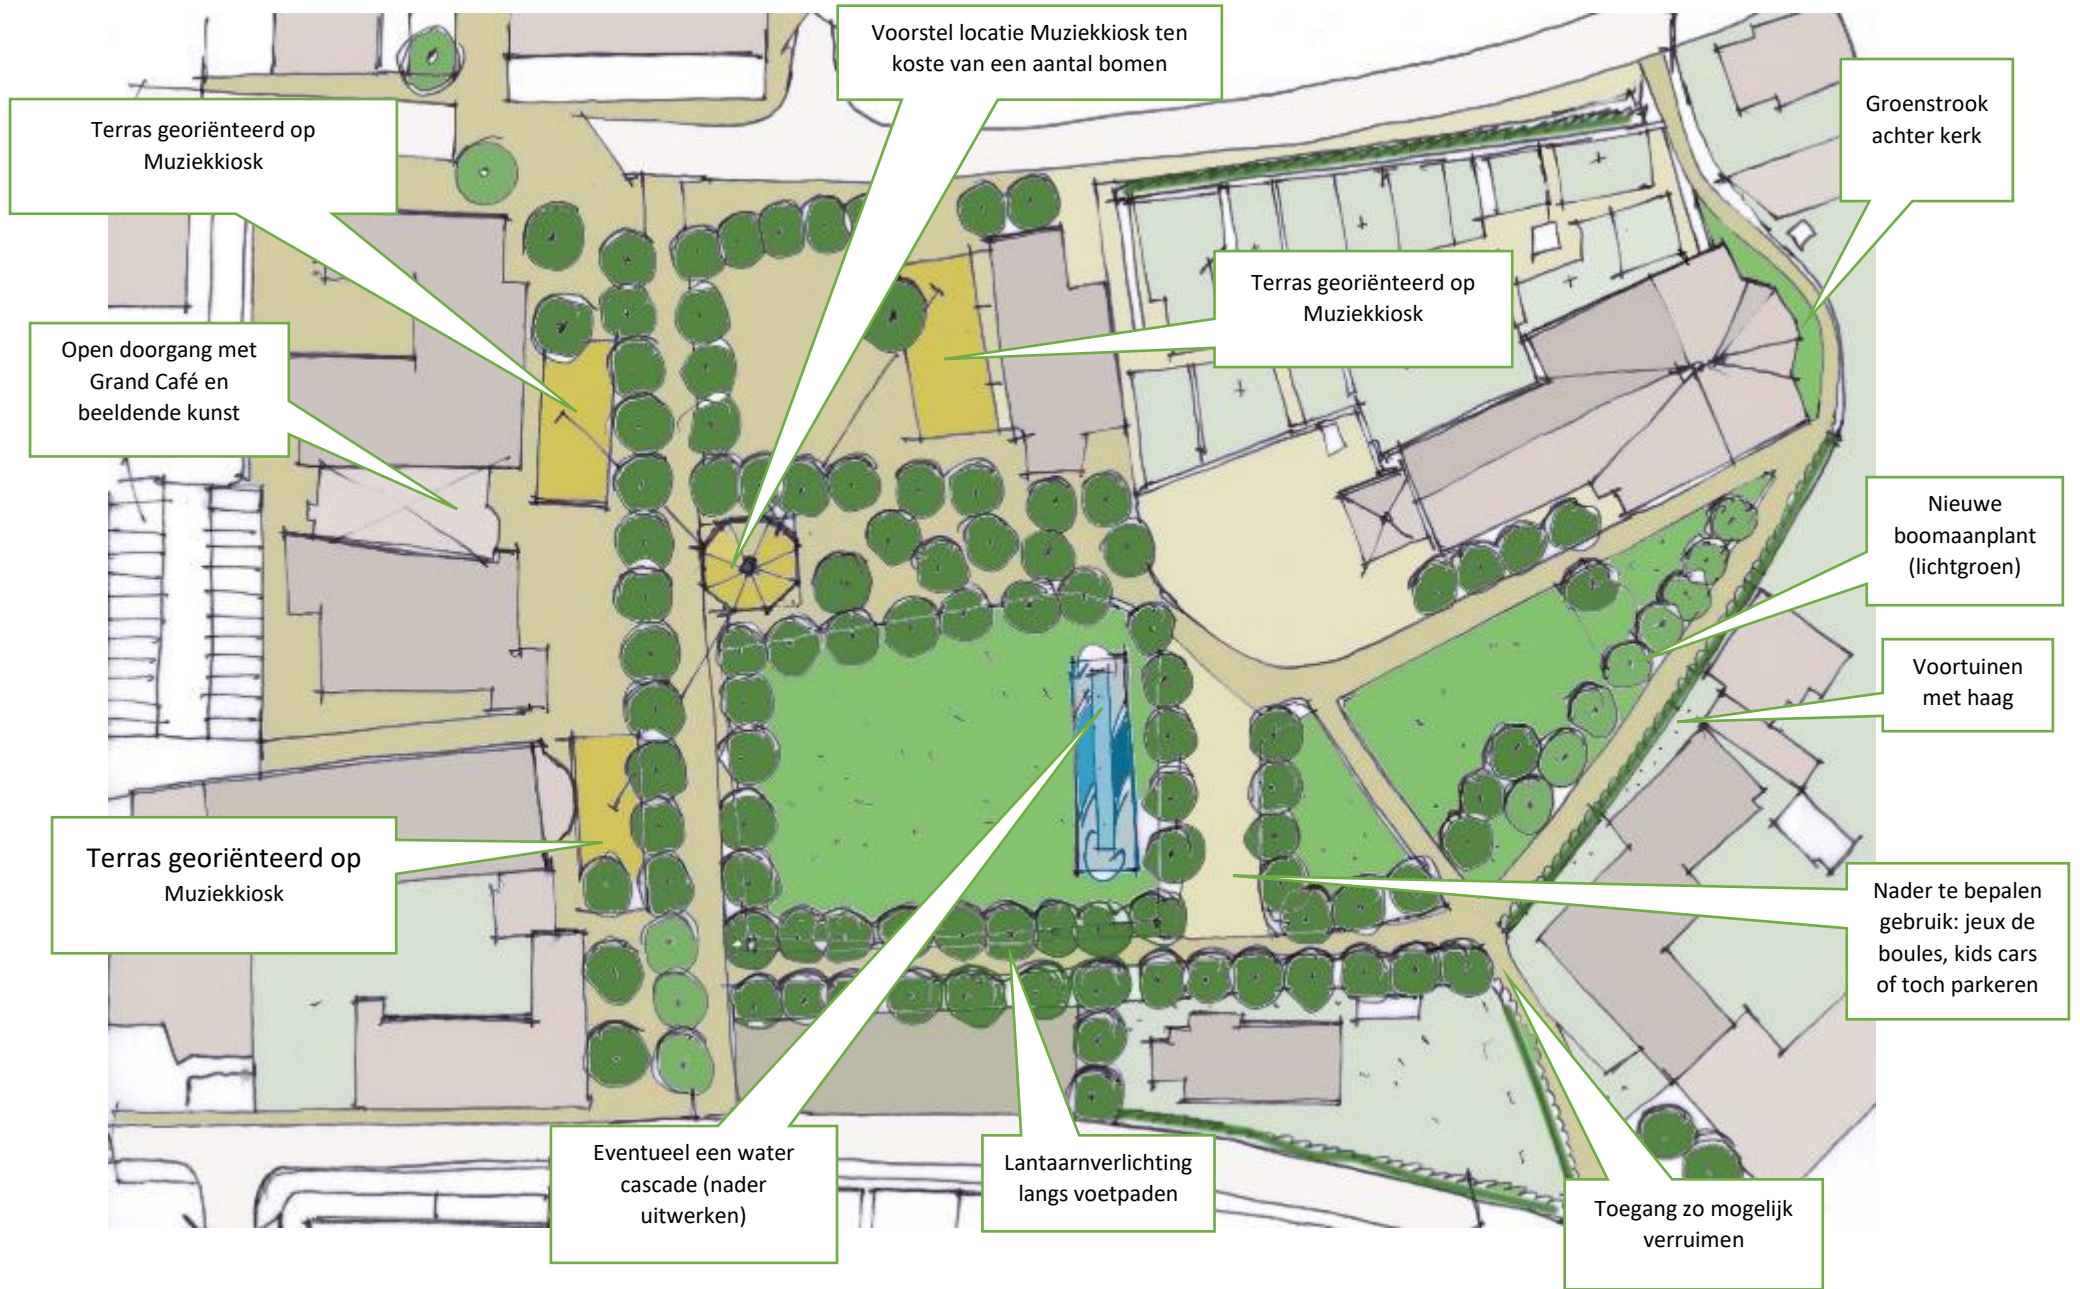 Voorstel locatie Muziekkiosk ten
koste van een aantal bomen
Terras georiënteerd op
Muziekkiosk
Groenstrook
achter kerk
Terras georiënteerd op
Muziekkiosk
Open doorgang met
Grand Café en
beeldende kunst
Nieuwe
boomaanplant
(lichtgroen)
Voortuinen
met haag
Terras georiënteerd op
Muziekkiosk
Nader te bepalen
gebruik: jeux de
boules, kids cars
of toch parkeren
Eventueel een water
cascade (nader
uitwerken)
Lantaarnverlichting
langs voetpaden
Toegang zo mogelijk
verruimen